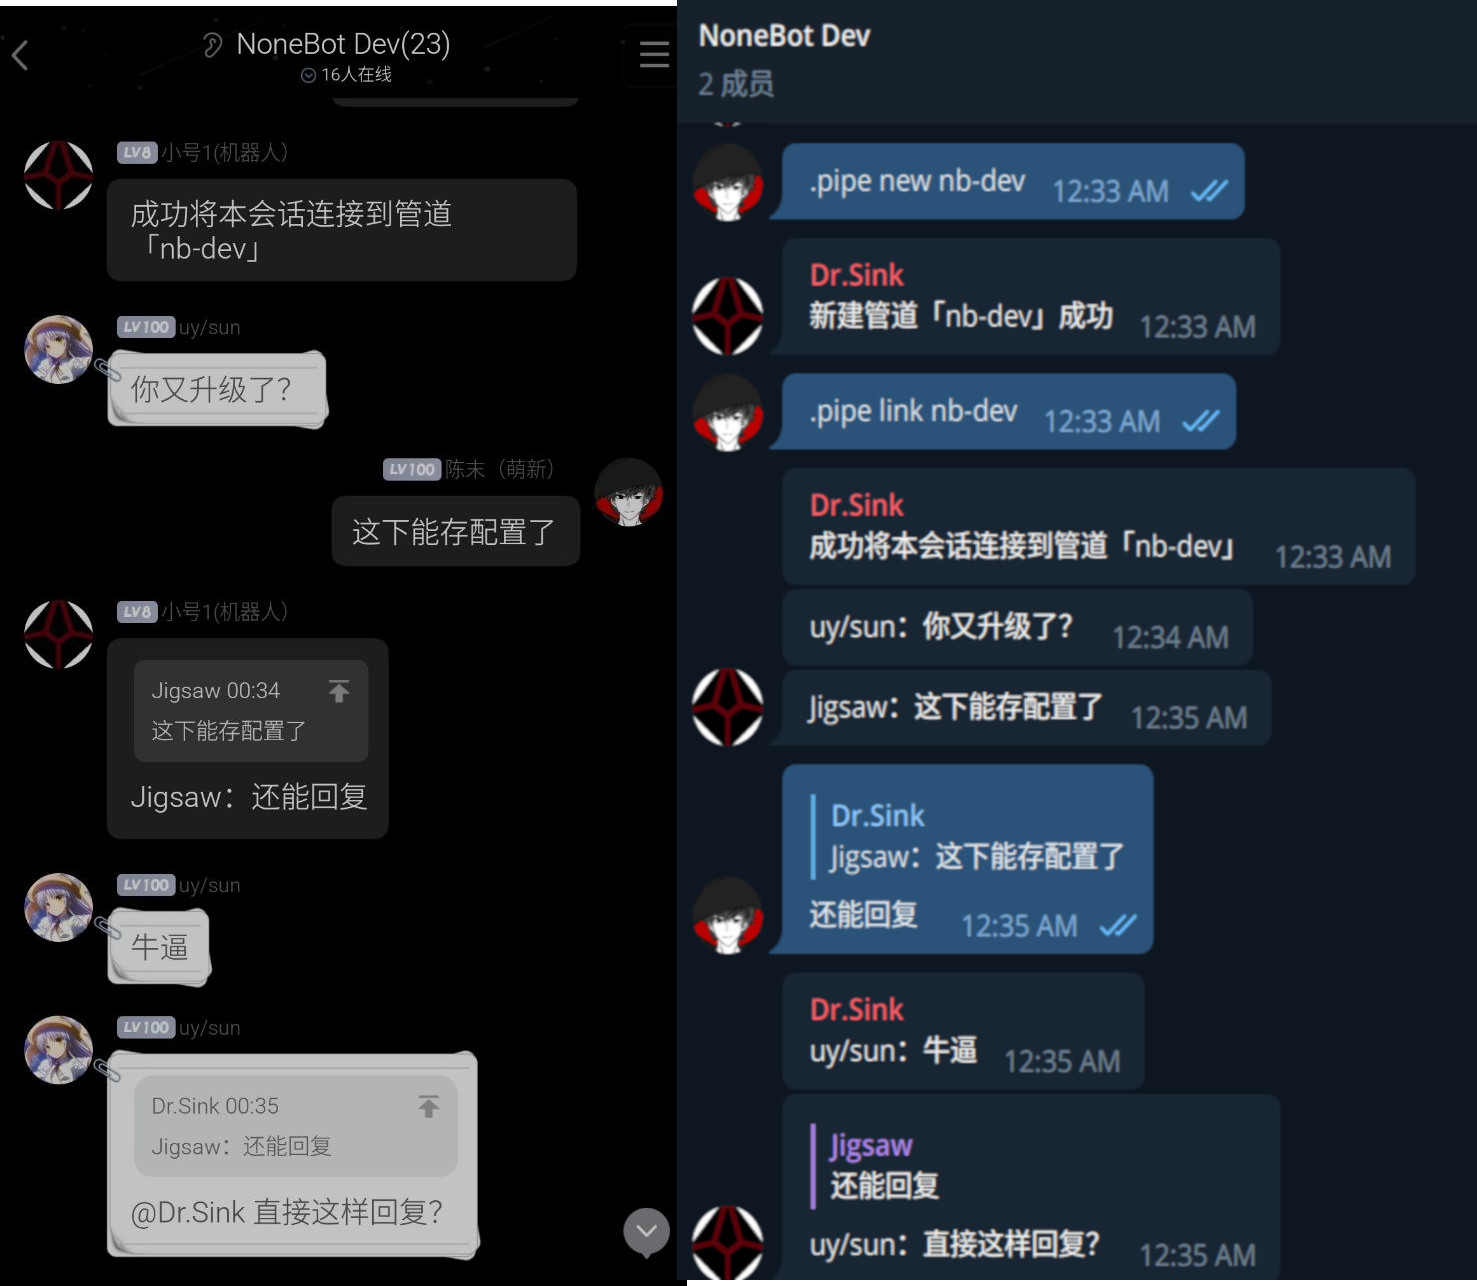 NoneBot Dev(23)
16人在线
LV8 小号1(机器人)
成功将本会话连接到管道
「nb-dev」
LV100 uy/sun
你又升级了？
LV100 陈末（萌新）
这下能存配置了
LV8 小号1(机器人)
Jigsaw 00:34
这下能存配置了
Jigsaw：还能回复
LV100 uy/sun
牛逼
LV100 uy/sun
Dr.Sink 00:35
Jigsaw：还能回复
@Dr.Sink 直接这样回复？
NoneBot Dev
2 成员
.pipe new nb-dev 12:33 AM
Dr.Sink
新建管道「nb-dev」成功 12:33 AM
.pipe link nb-dev 12:33 AM
Dr.Sink
成功将本会话连接到管道「nb-dev」 12:33 AM
uy/sun：你又升级了？ 12:34 AM
Jigsaw：这下能存配置了 12:35 AM
Dr.Sink
Jigsaw：这下能存配置了
还能回复 12:35 AM
Dr.Sink
uy/sun：牛逼 12:35 AM
Jigsaw
还能回复
uy/sun：直接这样回复？ 12:35 AM